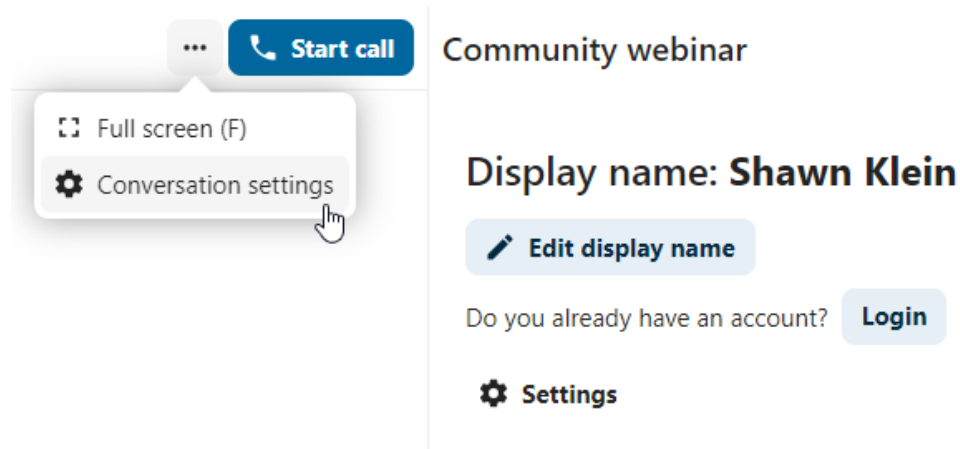 Start call
Full screen (F)
Conversation settings
Community webinar
Display name: Shawn Klein
Edit display name
Do you already have an account? Login
Settings